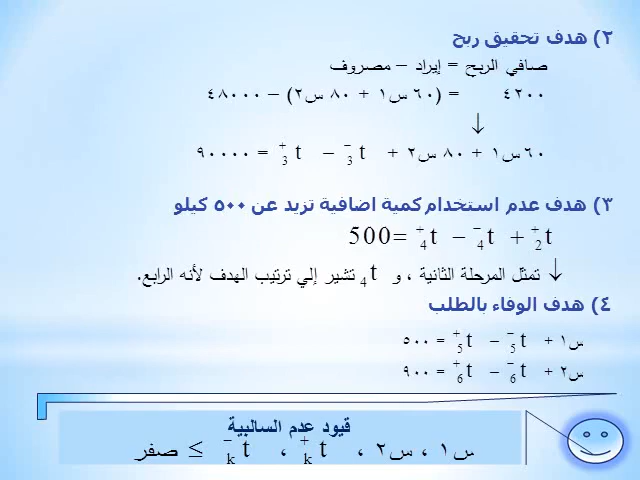 ٢) هدف تحقيق ربح
صافي الربح = إيراد – مصروف
٤٢٠٠ = (٦٠ س١ + ٨٠ س٢) – ٤٨٠٠٠
↓
٦٠ س١ + ٨٠ س٢ + t₃⁻ – t₃⁺ = ٩٠٠٠٠
٣) هدف عدم استخدام كمية اضافية تزيد عن ٥٠٠ كيلو
t₂⁺ + t₄⁻ – t₄⁺ = 500
↓ تمثل المرحلة الثانية ، و t₄ تشير إلي ترتيب الهدف لأنه الرابع.
٤) هدف الوفاء بالطلب
س١ + t₅⁻ – t₅⁺ = ٥٠٠
س٢ + t₆⁻ – t₆⁺ = ٩٠٠
قيود عدم السالبية
س١ ، س٢ ، t_k⁺ ، t_k⁻ ≥ صفر